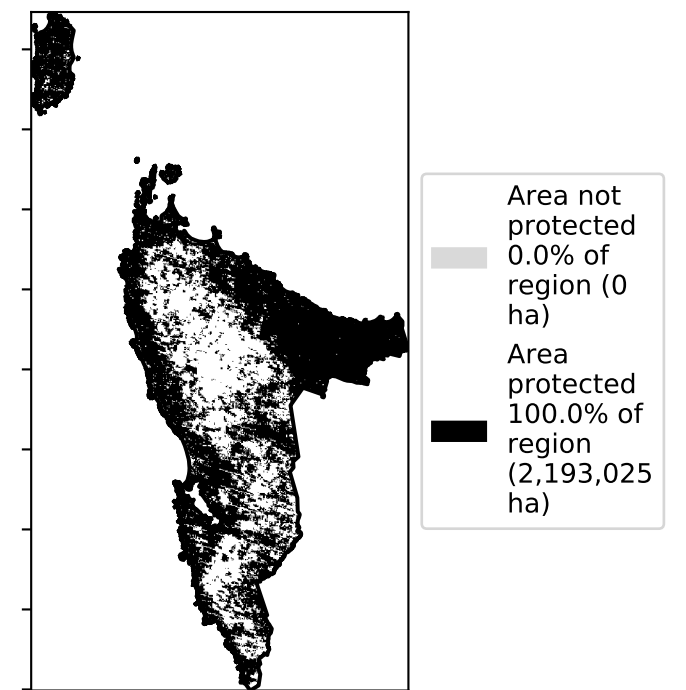 Area not
protected
0.0% of
region (0
ha)
Area
protected
100.0% of
region
(2,193,025
ha)